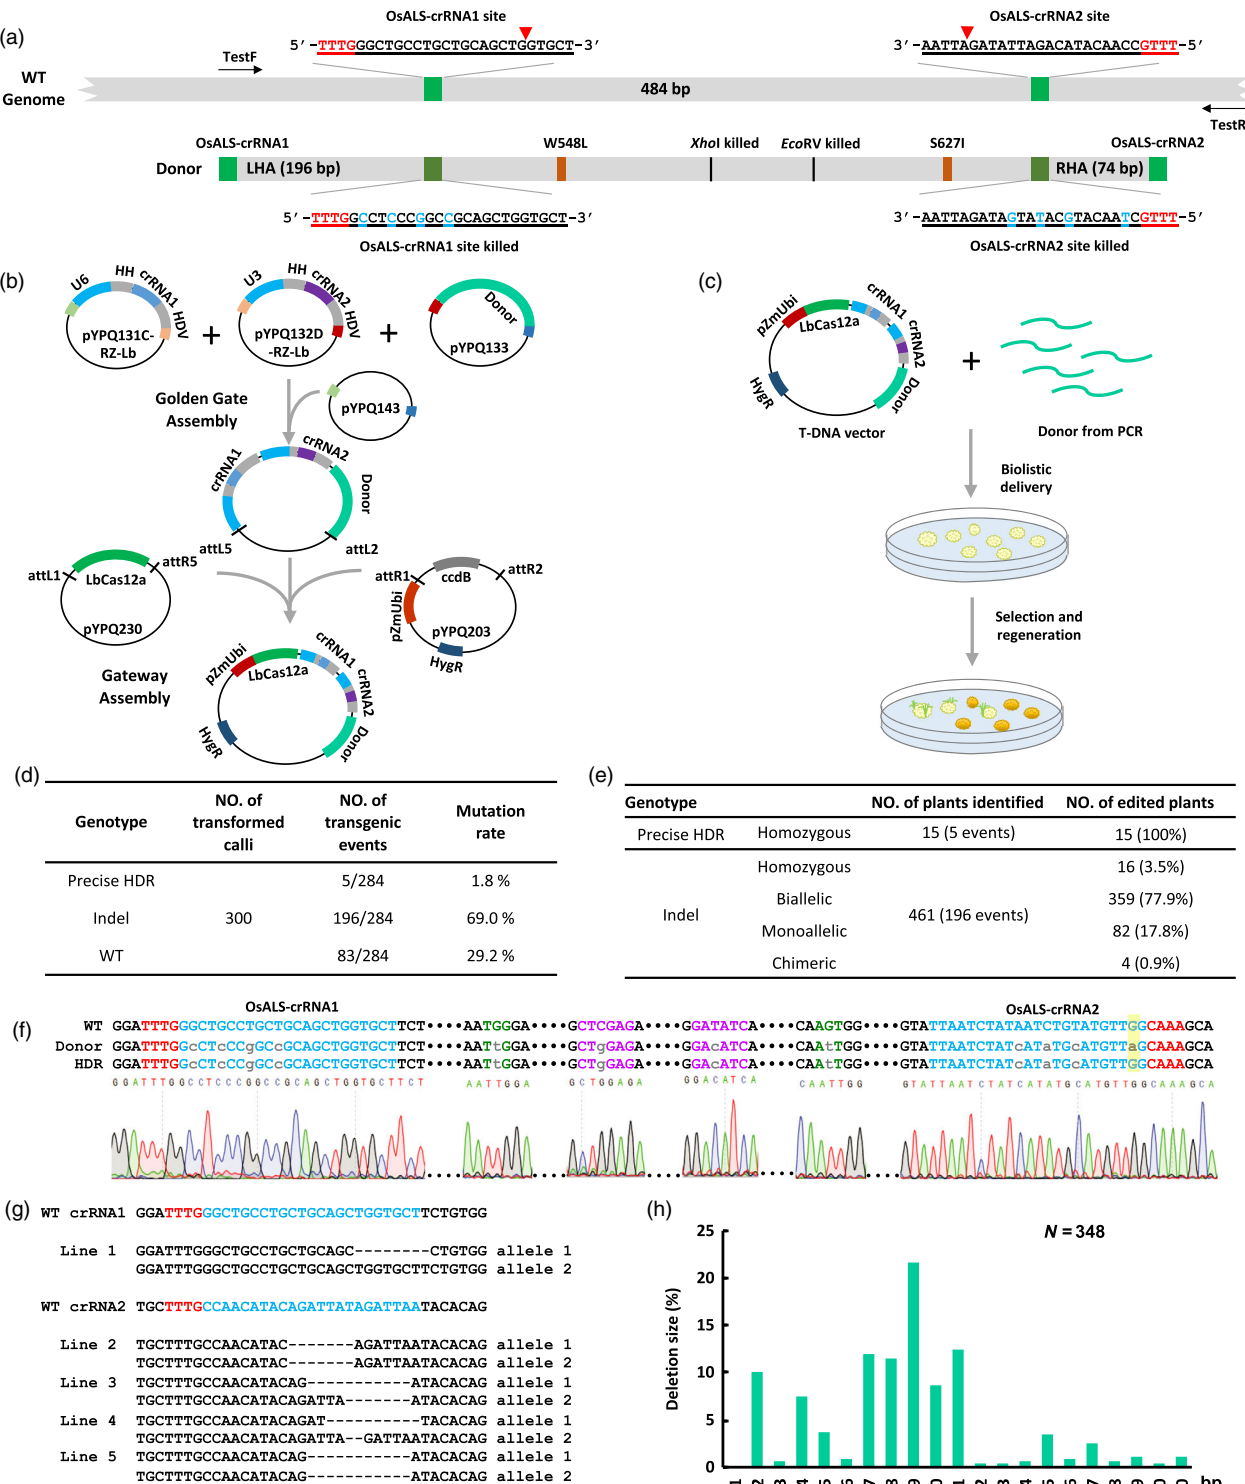 (a)
OsALS-crRNA1 site
OsALS-crRNA2 site
5′-TTTGGGCTGCCTGCTGCAGCTGGTGCT-3′
3′-AATTAGATATTAGACATACAACCGTTT-5′
TestF
WT
Genome
484 bp
TestR
OsALS-crRNA1
W548L
XhoI killed
EcoRV killed
S627I
OsALS-crRNA2
Donor
LHA (196 bp)
RHA (74 bp)
5′-TTTGGCCTCCCGGCCGCAGCTGGTGCT-3′
3′-AATTAGATAGTATACGTACAATCGTTT-5′
OsALS-crRNA1 site killed
OsALS-crRNA2 site killed
(b)
U6 HH crRNA1 HDV
pYPQ131C-
RZ-Lb
+
U3 HH crRNA2 HDV
pYPQ132D
-RZ-Lb
+
Donor
pYPQ133
Golden Gate
Assembly
pYPQ143
crRNA1
crRNA2
Donor
attL5
attL2
attL1
attR5
LbCas12a
pYPQ230
attR1
attR2
ccdB
pZmUbi
pYPQ203
HygR
Gateway
Assembly
pZmUbi
LbCas12a
crRNA1
crRNA2
Donor
HygR
(c)
pZmUbi
LbCas12a
crRNA1
crRNA2
Donor
HygR
+
T-DNA vector
Donor from PCR
Biolistic
delivery
Selection and
regeneration
(d)
Genotype NO. of transformed calli NO. of transgenic events Mutation rate
Precise HDR 5/284 1.8 %
Indel 300 196/284 69.0 %
WT 83/284 29.2 %
(e)
Genotype NO. of plants identified NO. of edited plants
Precise HDR Homozygous 15 (5 events) 15 (100%)
Homozygous 16 (3.5%)
Biallelic 359 (77.9%)
Indel 461 (196 events)
Monoallelic 82 (17.8%)
Chimeric 4 (0.9%)
(f)
OsALS-crRNA1
OsALS-crRNA2
WT GGATTTGGGCTGCCTGCTGCAGCTGGTGCTTCT••••AATGGGA••••GCTCGAGA••••GGATATCA••••CAAGTGG•••GTATTAATCTATAATCTGTATGTTGGCAAAGCA
Donor GGATTTGGcCTcCCcgGCcGCAGCTGGTGCTTCT••••AATtGGA••••GCTgGAGA••••GGAcATCA••••CAAtTGG•••GTATTAATCTATcATaTGcATGTTaGCAAAGCA
HDR GGATTTGGcCTcCCcgGCcGCAGCTGGTGCTTCT••••AATtGGA••••GCTgGAGA••••GGAcATCA••••CAAtTGG•••GTATTAATCTATcATaTGcATGTTGGCAAAGCA
GGATTTGGCCTCCCGGCCGCAGCTGGTGCTTCT AATTGGA GCTGGAGA GGACATCA CAATTGG GTATTAATCTATCATATGCATGTTGGCAAAGCA
(g)
WT crRNA1 GGATTTGGGCTGCCTGCTGCAGCTGGTGCTTCTGTGG
Line 1 GGATTTGGGCTGCCTGCTGCAGC--------CTGTGG allele 1
GGATTTGGGCTGCCTGCTGCAGCTGGTGCTTCTGTGG allele 2
WT crRNA2 TGCTTTGCCAACATACAGATTATAGATTAATACACAG
Line 2 TGCTTTGCCAACATAC-------AGATTAATACACAG allele 1
TGCTTTGCCAACATAC-------AGATTAATACACAG allele 2
Line 3 TGCTTTGCCAACATACAG-----------ATACACAG allele 1
TGCTTTGCCAACATACAGATTA-------ATACACAG allele 2
Line 4 TGCTTTGCCAACATACAGAT----------TACACAG allele 1
TGCTTTGCCAACATACAGATTA--GATTAATACACAG allele 2
Line 5 TGCTTTGCCAACATACAG-----------ATACACAG allele 1
TGCTTTGCCAACATACAG-----------ATACACAG allele 2
(h)
N = 348
Deletion size (%)
25
20
15
10
5
0